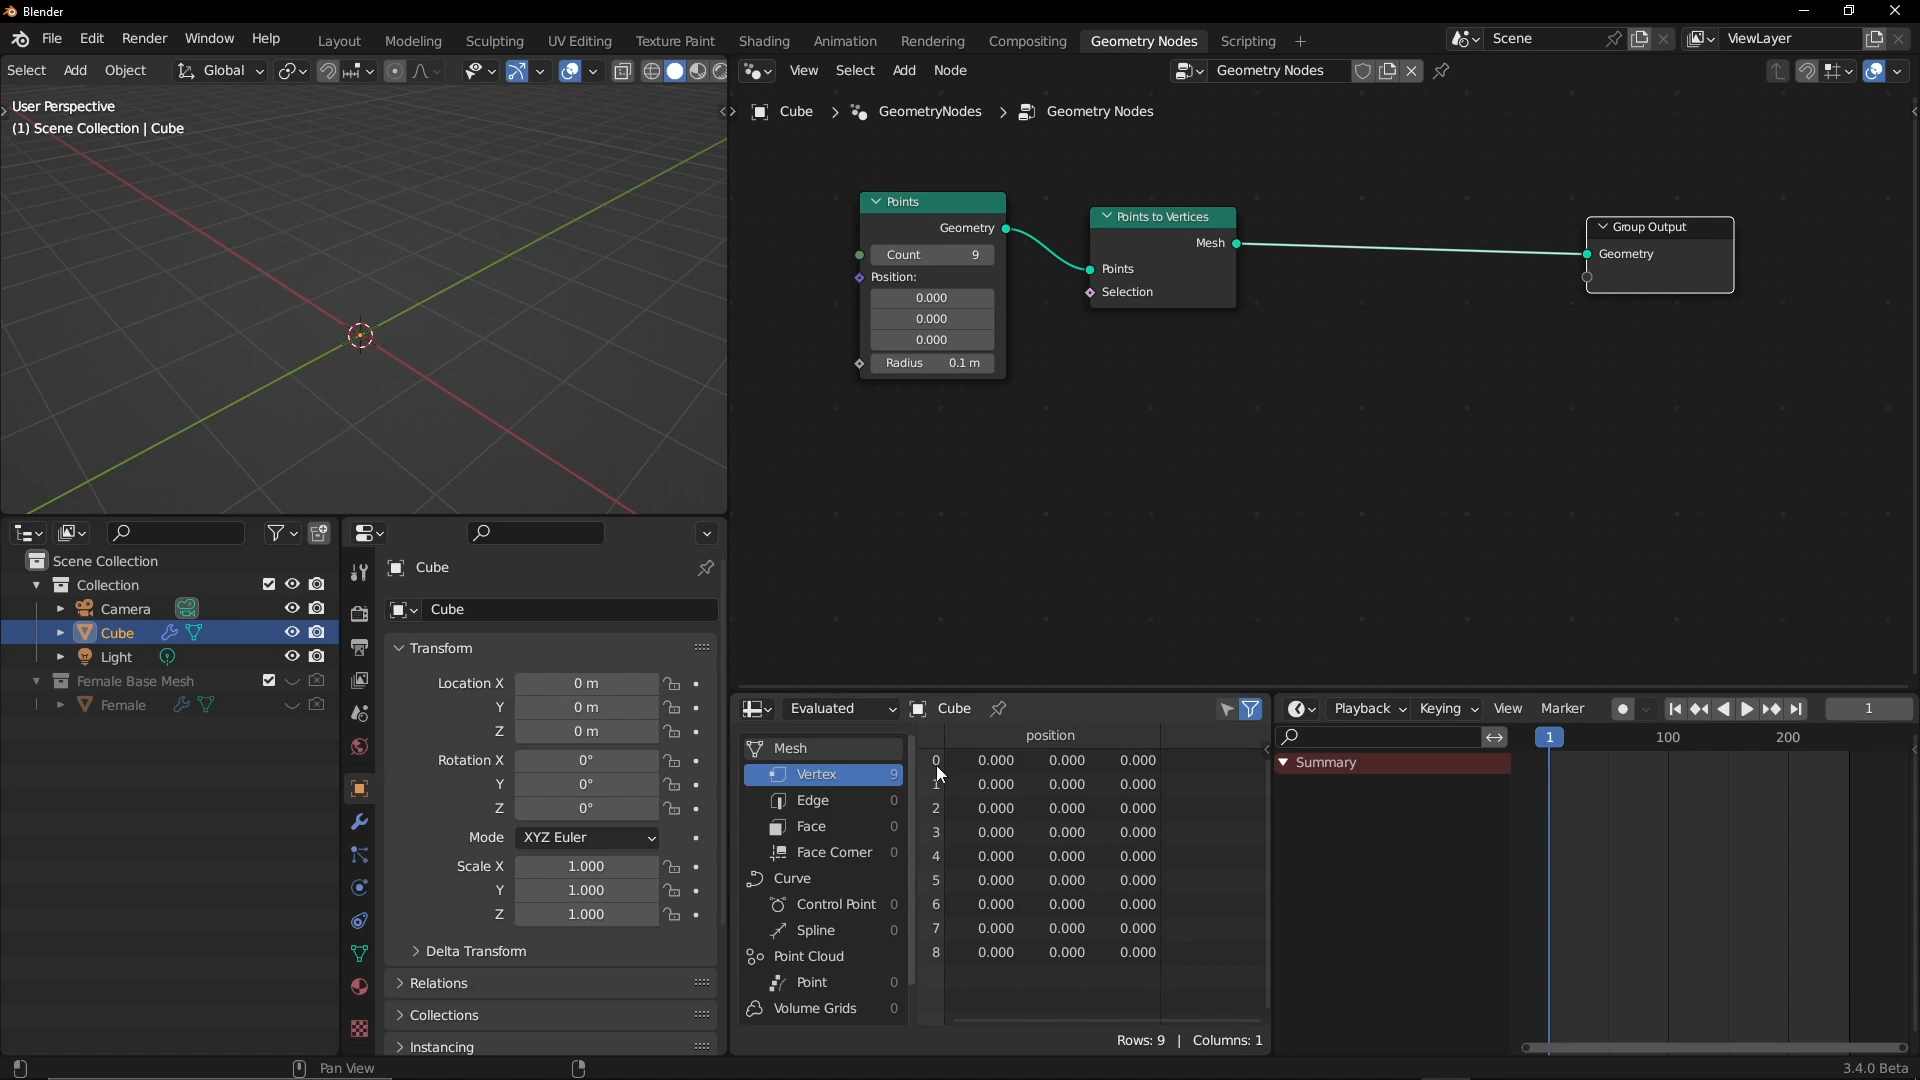 Blender
File Edit Render Window Help Layout Modeling Sculpting UV Editing Texture Paint Shading Animation Rendering Compositing Geometry Nodes Scripting + Scene ViewLayer
Select Add Object Global View Select Add Node Geometry Nodes
User Perspective
(1) Scene Collection | Cube
Cube > GeometryNodes > Geometry Nodes
Points
Geometry
Count 9
Position:
0.000
0.000
0.000
Radius 0.1 m
Points to Vertices
Mesh
Points
Selection
Group Output
Geometry
Scene Collection
Collection
Camera
Cube
Light
Female Base Mesh
Female
Cube
Cube
Transform
Location X 0 m
Y 0 m
Z 0 m
Rotation X 0°
Y 0°
Z 0°
Mode XYZ Euler
Scale X 1.000
Y 1.000
Z 1.000
Delta Transform
Relations
Collections
Instancing
Evaluated Cube
Mesh
Vertex 9
Edge 0
Face 0
Face Corner 0
Curve
Control Point 0
Spline 0
Point Cloud
Point 0
Volume Grids 0
position
0 0.000 0.000 0.000
1 0.000 0.000 0.000
2 0.000 0.000 0.000
3 0.000 0.000 0.000
4 0.000 0.000 0.000
5 0.000 0.000 0.000
6 0.000 0.000 0.000
7 0.000 0.000 0.000
8 0.000 0.000 0.000
Rows: 9 | Columns: 1
Playback Keying View Marker 1
1 100 200
Summary
Pan View
3.4.0 Beta